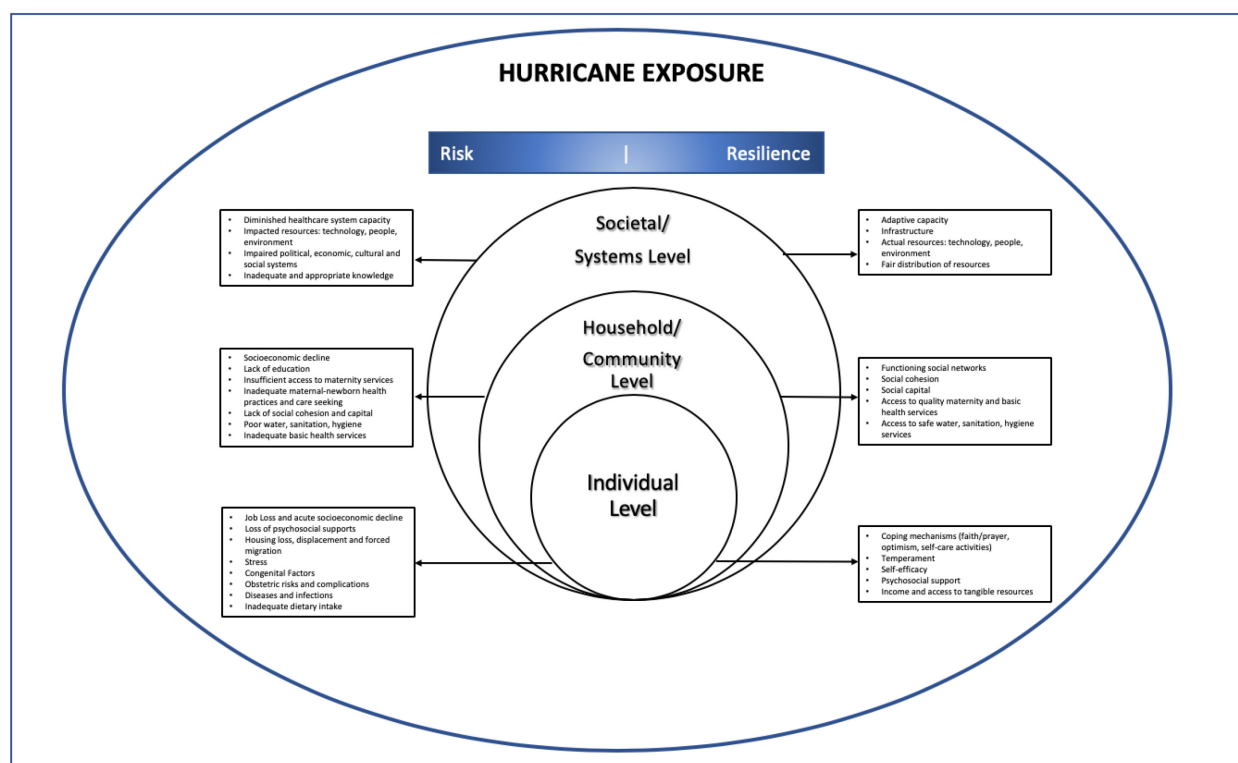 HURRICANE EXPOSURE
Risk | Resilience
Societal/
Systems Level
Household/
Community
Level
Individual
Level
• Diminished healthcare system capacity
• Impacted resources: technology, people,
environment
• Impaired political, economic, cultural and
social systems
• Inadequate and appropriate knowledge
• Adaptive capacity
• Infrastructure
• Actual resources: technology, people,
environment
• Fair distribution of resources
• Socioeconomic decline
• Lack of education
• Insufficient access to maternity services
• Inadequate maternal-newborn health
practices and care seeking
• Lack of social cohesion and capital
• Poor water, sanitation, hygiene
• Inadequate basic health services
• Functioning social networks
• Social cohesion
• Social capital
• Access to quality maternity and basic
health services
• Access to safe water, sanitation, hygiene
services
• Job Loss and acute socioeconomic decline
• Loss of psychosocial supports
• Housing loss, displacement and forced
migration
• Stress
• Congenital Factors
• Obstetric risks and complications
• Diseases and infections
• Inadequate dietary intake
• Coping mechanisms (faith/prayer,
optimism, self-care activities)
• Temperament
• Self-efficacy
• Psychosocial support
• Income and access to tangible resources